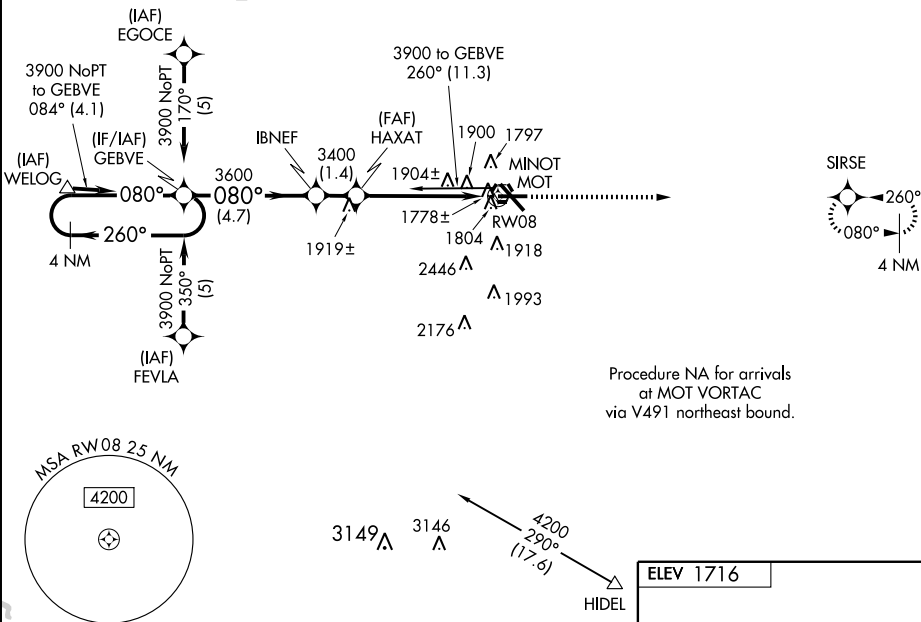 (IAF)
EGOCE
3900 NoPT
to GEBVE
084° (4.1)
3900 NoPT
170°
(5)
3900 to GEBVE
260° (11.3)
(IAF)
WELOG
(IF/IAF)
GEBVE
3600
IBNEF
3400
(1.4)
(FAF)
HAXAT
1904±
1900
1797
MINOT
MOT
SIRSE
080°
080°
(4.7)
1919±
1778±
1804
RW08
260°
080°
4 NM
260°
4 NM
3900 NoPT
350°
(5)
1918
2446
1993
2176
(IAF)
FEVLA
Procedure NA for arrivals
at MOT VORTAC
via V491 northeast bound.
MSA RW08 25 NM
4200
3149
3146
4200
290°
(17.6)
HIDEL
ELEV 1716